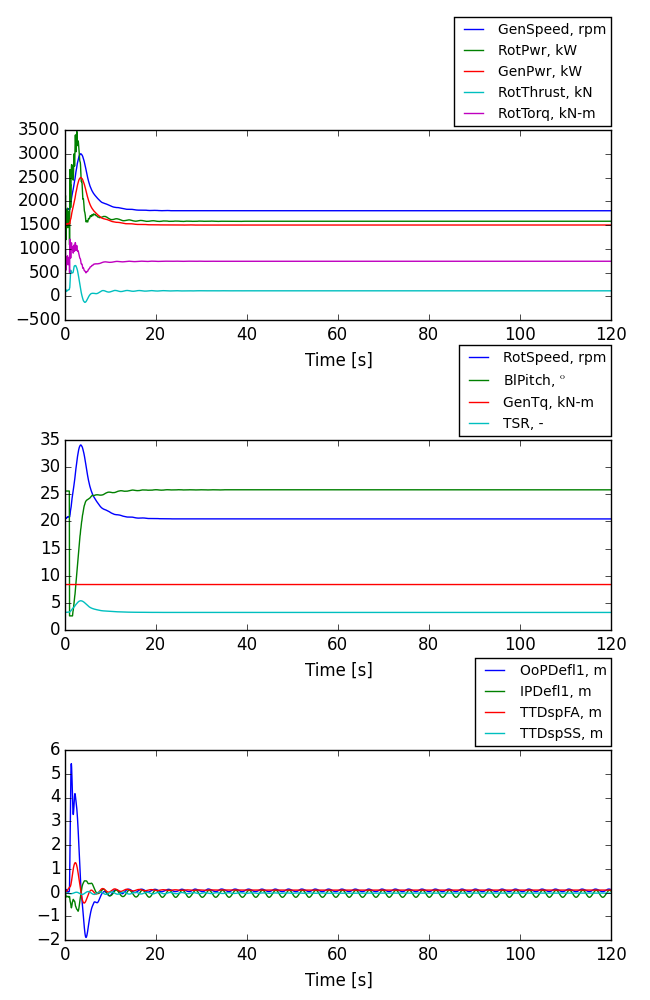 GenSpeed, rpm
RotPwr, kW
GenPwr, kW
RotThrust, kN
RotTorq, kN-m
3500
3000
2500
2000
1500
1000
500
0
−500
0 20 40 60 80 100 120
Time [s]
RotSpeed, rpm
BlPitch, °
GenTq, kN-m
TSR, -
35
30
25
20
15
10
5
0
0 20 40 60 80 100 120
Time [s]
OoPDefl1, m
IPDefl1, m
TTDspFA, m
TTDspSS, m
6
5
4
3
2
1
0
−1
−2
0 20 40 60 80 100 120
Time [s]